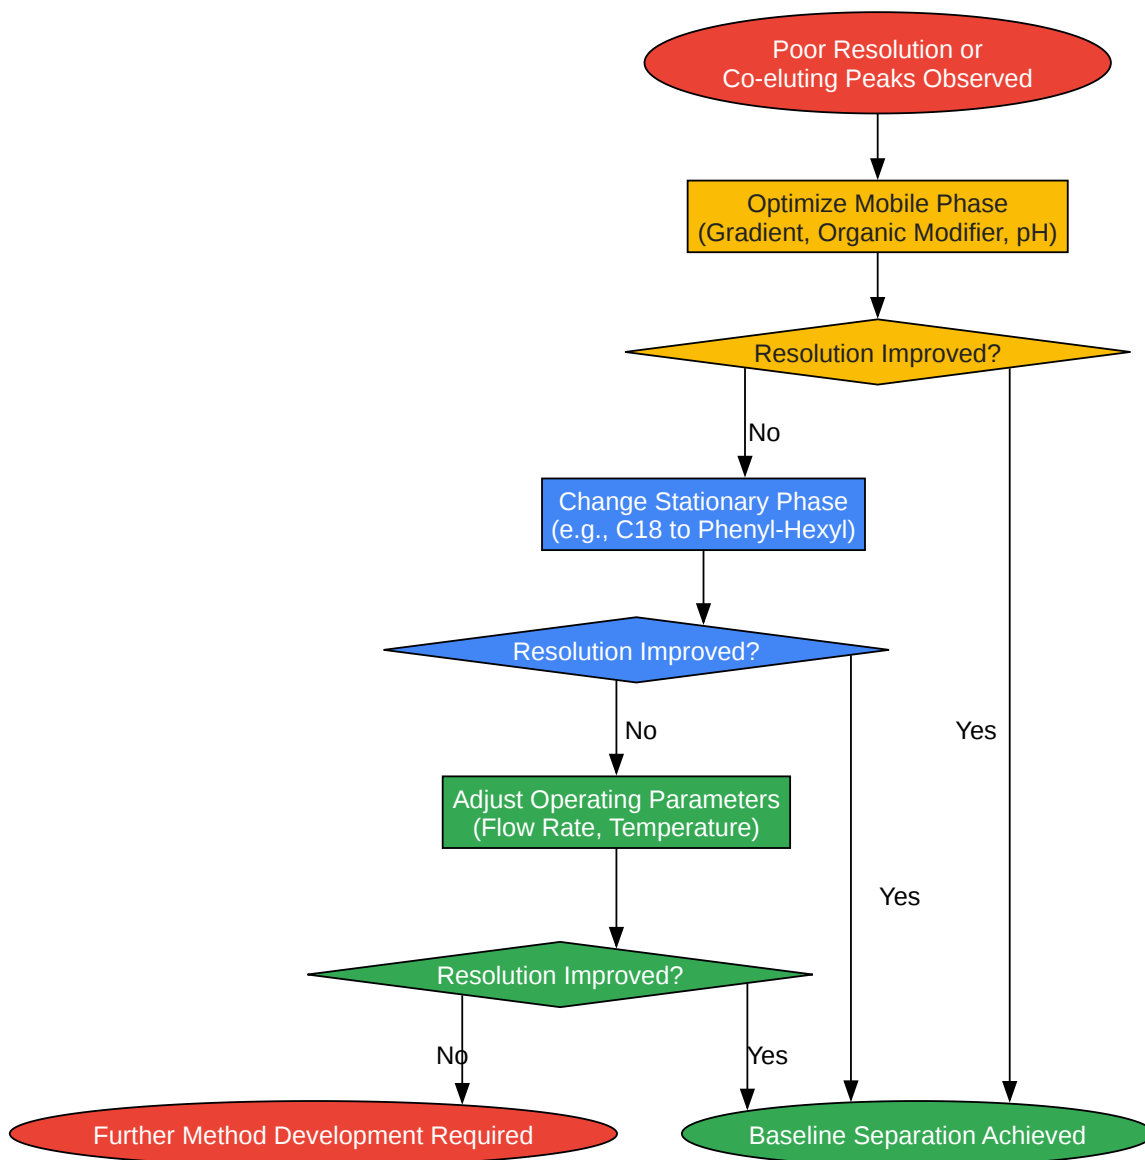 Poor Resolution or
Co-eluting Peaks Observed
Optimize Mobile Phase
(Gradient, Organic Modifier, pH)
Resolution Improved?
No
Change Stationary Phase
(e.g., C18 to Phenyl-Hexyl)
Resolution Improved?
No
Yes
Adjust Operating Parameters
(Flow Rate, Temperature)
Yes
Resolution Improved?
No
Yes
Further Method Development Required
Baseline Separation Achieved